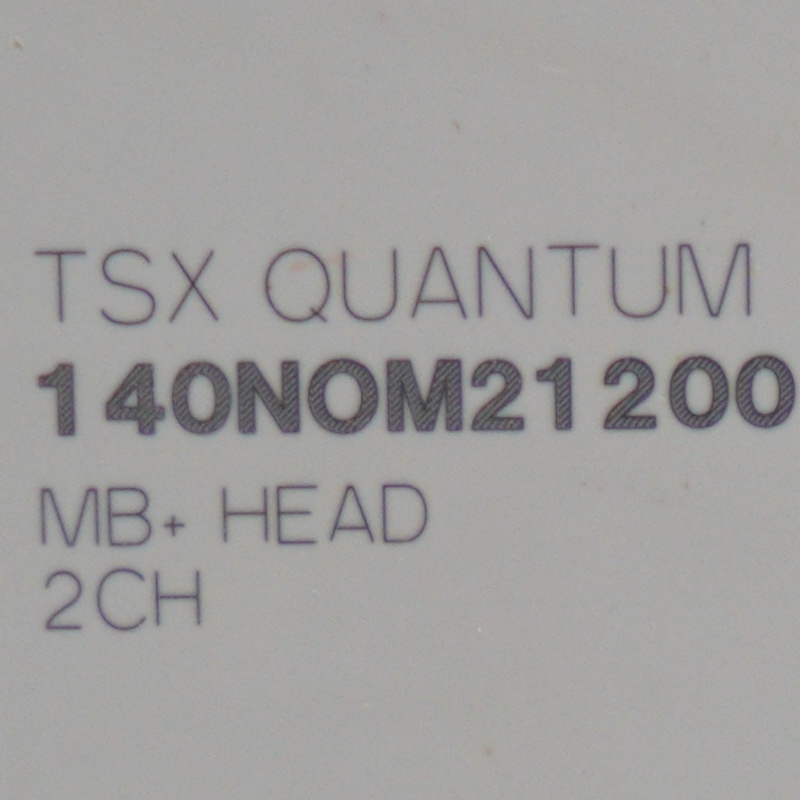 TSX QUANTUM
140NOM21200
MB+ HEAD
2CH